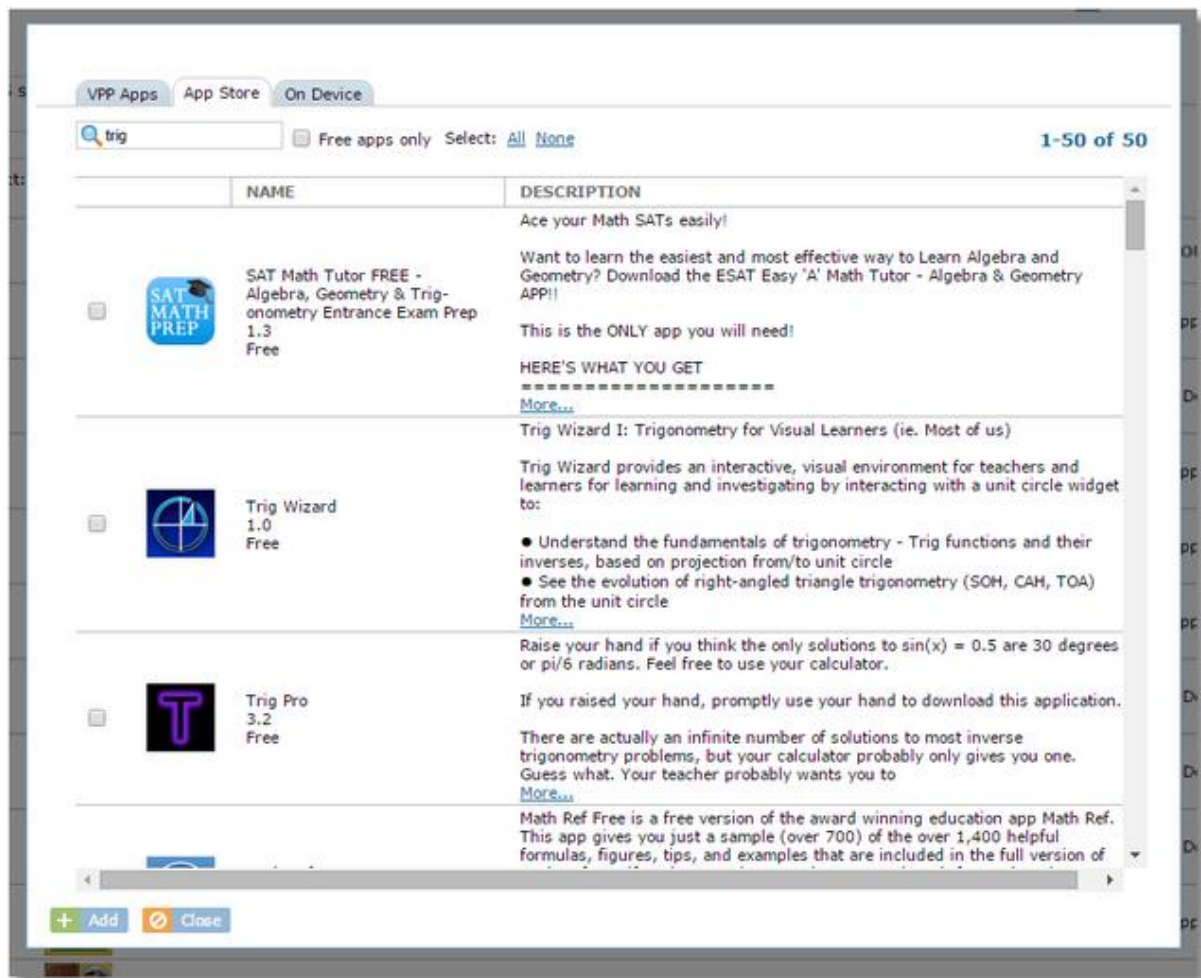 VPP Apps App Store On Device
trig Free apps only Select: All None 1-50 of 50
NAME DESCRIPTION
Ace your Math SATs easily!
Want to learn the easiest and most effective way to Learn Algebra and
Geometry? Download the ESAT Easy 'A' Math Tutor - Algebra & Geometry
APP!!
This is the ONLY app you will need!
HERE'S WHAT YOU GET
====================
More...
SAT
MATH
PREP
SAT Math Tutor FREE -
Algebra, Geometry & Trig-
onometry Entrance Exam Prep
1.3
Free
Trig Wizard I: Trigonometry for Visual Learners (ie. Most of us)
Trig Wizard provides an interactive, visual environment for teachers and
learners for learning and investigating by interacting with a unit circle widget
to:
● Understand the fundamentals of trigonometry - Trig functions and their
inverses, based on projection from/to unit circle
● See the evolution of right-angled triangle trigonometry (SOH, CAH, TOA)
from the unit circle
More...
Trig Wizard
1.0
Free
Raise your hand if you think the only solutions to sin(x) = 0.5 are 30 degrees
or pi/6 radians. Feel free to use your calculator.
If you raised your hand, promptly use your hand to download this application.
There are actually an infinite number of solutions to most inverse
trigonometry problems, but your calculator probably only gives you one.
Guess what. Your teacher probably wants you to
More...
T
Trig Pro
3.2
Free
Math Ref Free is a free version of the award winning education app Math Ref.
This app gives you just a sample (over 700) of the over 1,400 helpful
formulas, figures, tips, and examples that are included in the full version of
Add Close